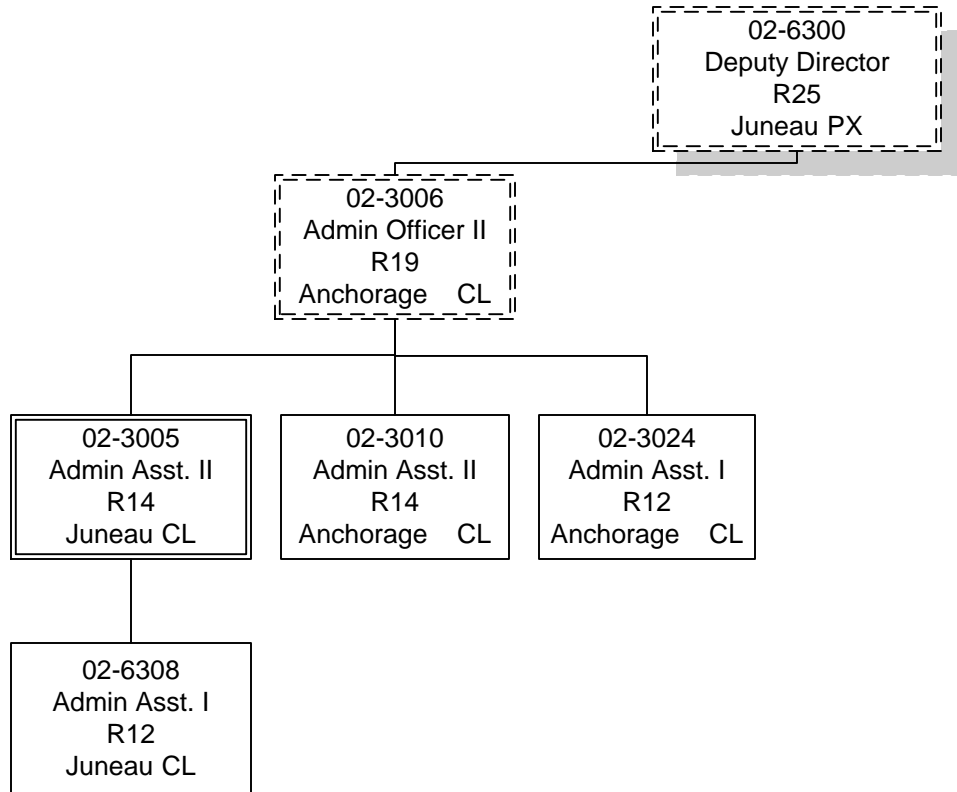 02-6300
Deputy Director
R25
Juneau PX
02-3006
Admin Officer II
R19
Anchorage CL
02-3005
Admin Asst. II
R14
Juneau CL
02-3010
Admin Asst. II
R14
Anchorage CL
02-3024
Admin Asst. I
R12
Anchorage CL
02-6308
Admin Asst. I
R12
Juneau CL